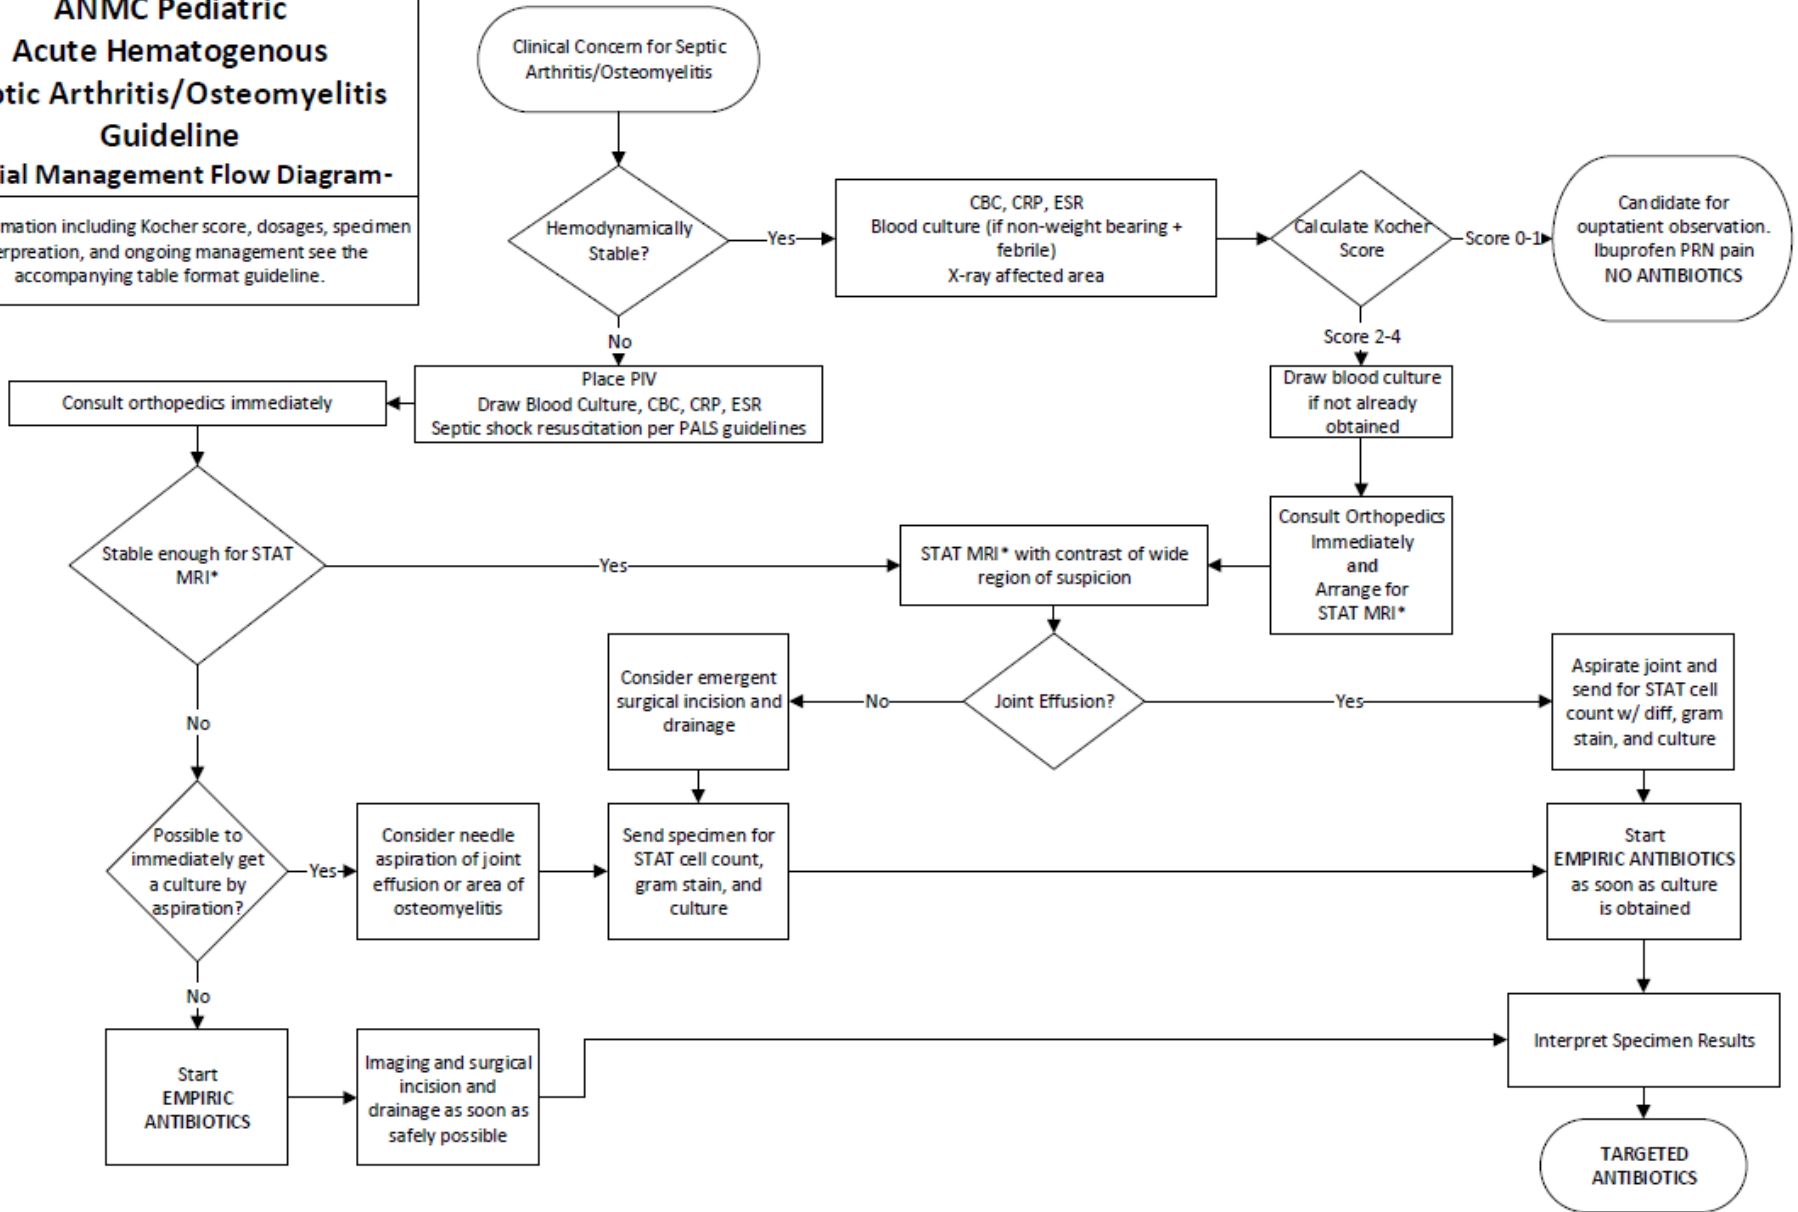 ANMC Pediatric
Acute Hematogenous
ptic Arthritis/Osteomyelitis
Guideline
ial Management Flow Diagram-
mation including Kocher score, dosages, specimen
erpreation, and ongoing management see the
accompanying table format guideline.
Clinical Concern for Septic
Arthritis/Osteomyelitis
Hemodynamically
Stable?
Yes
CBC, CRP, ESR
Blood culture (if non-weight bearing +
febrile)
X-ray affected area
Calculate Kocher
Score
Score 0-1
Candidate for
ouptatient observation.
Ibuprofen PRN pain
NO ANTIBIOTICS
No
Score 2-4
Place PIV
Draw Blood Culture, CBC, CRP, ESR
Septic shock resuscitation per PALS guidelines
Consult orthopedics immediately
Draw blood culture
if not already
obtained
Stable enough for STAT
MRI*
Yes
STAT MRI* with contrast of wide
region of suspicion
Consult Orthopedics
Immediately
and
Arrange for
STAT MRI*
Consider emergent
surgical incision and
drainage
No
Joint Effusion?
Yes
Aspirate joint and
send for STAT cell
count w/ diff, gram
stain, and culture
No
Possible to
immediately get
a culture by
aspiration?
Yes
Consider needle
aspiration of joint
effusion or area of
osteomyelitis
Send specimen for
STAT cell count,
gram stain, and
culture
Start
EMPIRIC ANTIBIOTICS
as soon as culture
is obtained
No
Start
EMPIRIC
ANTIBIOTICS
Imaging and surgical
incision and
drainage as soon as
safely possible
Interpret Specimen Results
TARGETED
ANTIBIOTICS